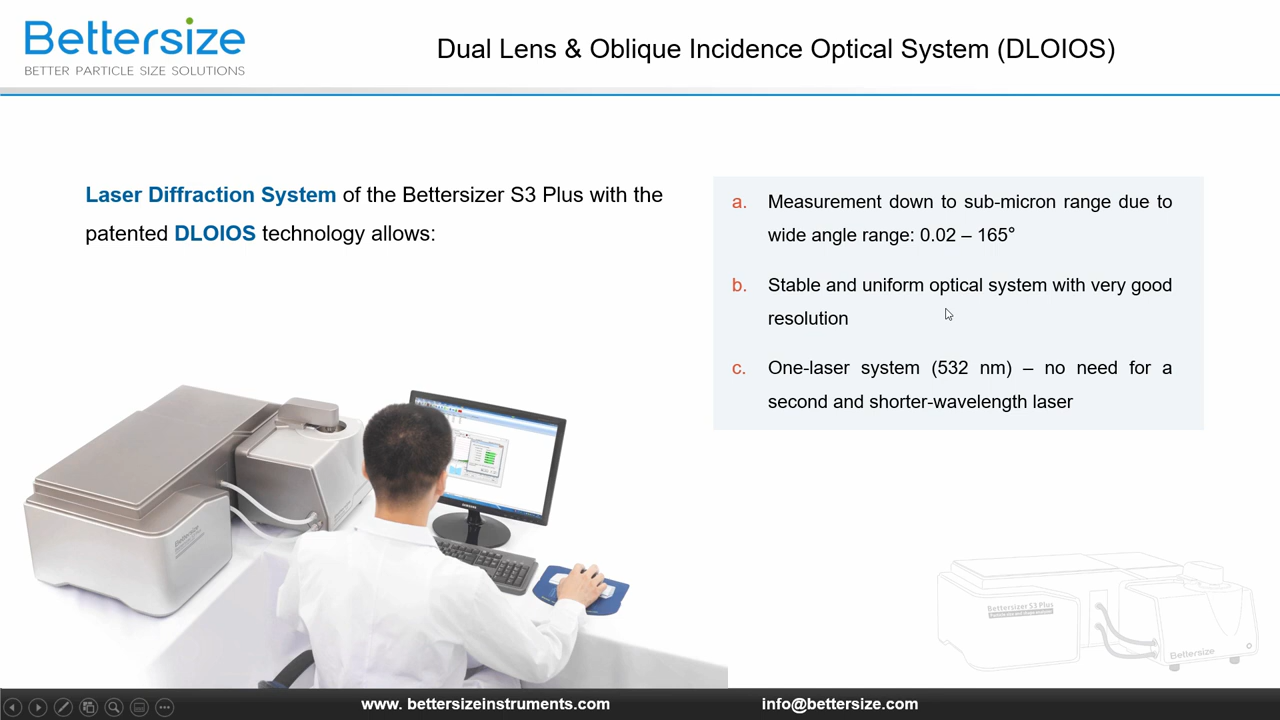 Bettersize
BETTER PARTICLE SIZE SOLUTIONS
Dual Lens & Oblique Incidence Optical System (DLOIOS)
Laser Diffraction System of the Bettersizer S3 Plus with the
patented DLOIOS technology allows:
a. Measurement down to sub-micron range due to
wide angle range: 0.02 – 165°
b. Stable and uniform optical system with very good
resolution
c. One-laser system (532 nm) – no need for a
second and shorter-wavelength laser
Bettersize
SAMSUNG
Bettersizer S3 Plus
Bettersize
www. bettersizeinstruments.com
info@bettersize.com